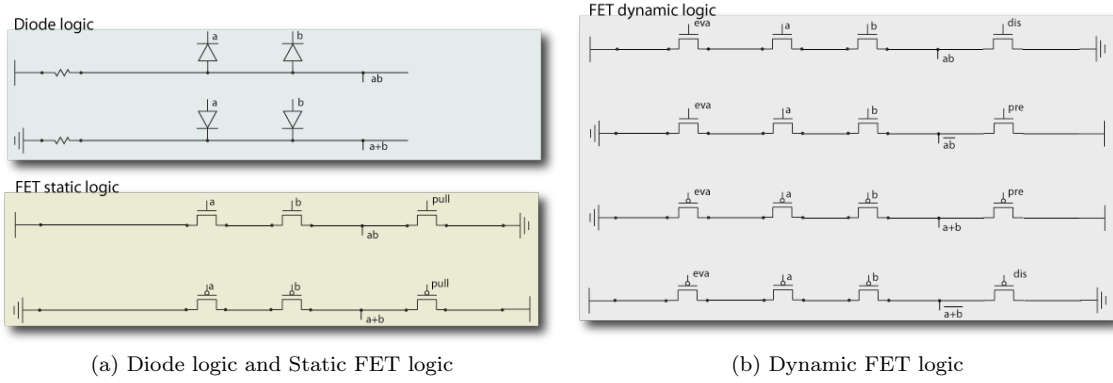 Diode logic
a b
ab
a b
a+b
FET static logic
a b pull
ab
a b pull
a+b
(a) Diode logic and Static FET logic
FET dynamic logic
eva a b dis
ab
eva a b pre
a̅b̅
eva a b pre
a+b
eva a b dis
a̅+̅b̅
(b) Dynamic FET logic